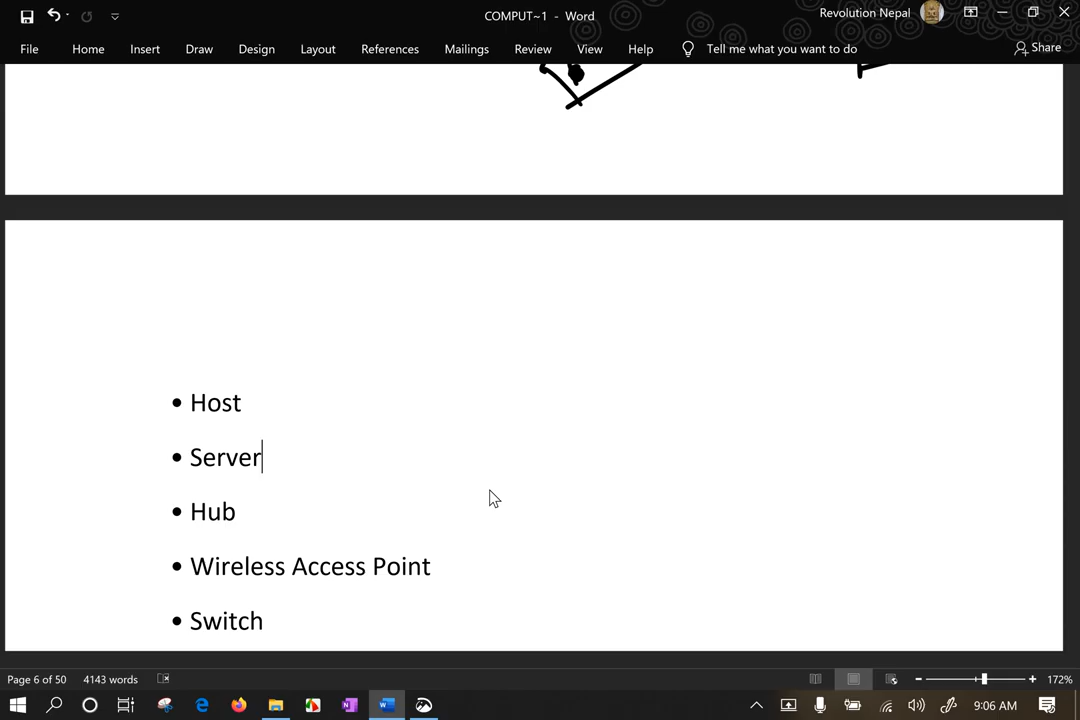 COMPUT~1 - Word
Revolution Nepal
File Home Insert Draw Design Layout References Mailings Review View Help Tell me what you want to do Share
• Host
• Server
• Hub
• Wireless Access Point
• Switch
Page 6 of 50 4143 words 172%
9:06 AM